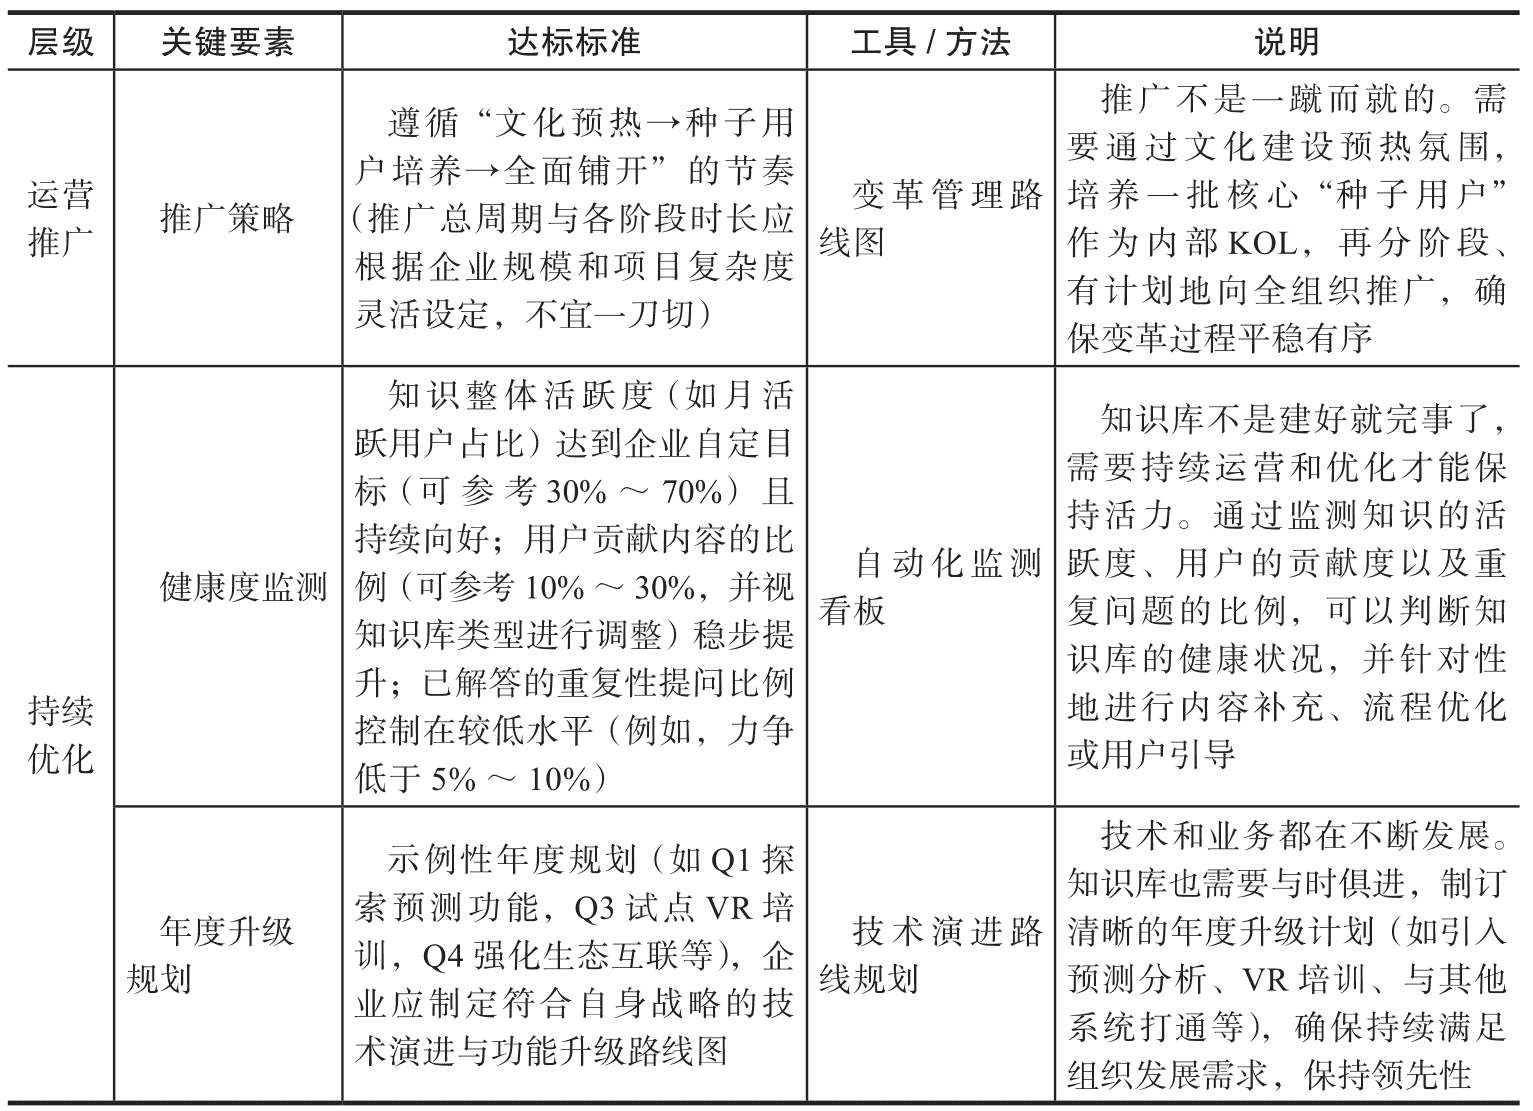 层级 关键要素 达标标准 工具 / 方法 说明
运营
推广
推广策略
遵循“文化预热→种子用
户培养→全面铺开”的节奏
（推广总周期与各阶段时长应
根据企业规模和项目复杂度
灵活设定，不宜一刀切）
变革管理路
线图
推广不是一蹴而就的。需
要通过文化建设预热氛围，
培养一批核心“种子用户”
作为内部 KOL，再分阶段、
有计划地向全组织推广，确
保变革过程平稳有序
持续
优化
健康度监测
知识整体活跃度（如月活
跃用户占比）达到企业自定目
标（可参考 30% ～ 70%）且
持续向好；用户贡献内容的比
例（可参考 10% ～ 30%，并视
知识库类型进行调整）稳步提
升；已解答的重复性提问比例
控制在较低水平（例如，力争
低于 5% ～ 10%）
自动化监测
看板
知识库不是建好就完事了，
需要持续运营和优化才能保
持活力。通过监测知识的活
跃度、用户的贡献度以及重
复问题的比例，可以判断知
识库的健康状况，并针对性
地进行内容补充、流程优化
或用户引导
年度升级
规划
示例性年度规划（如 Q1 探
索预测功能，Q3 试点 VR 培
训，Q4 强化生态互联等），企
业应制定符合自身战略的技
术演进与功能升级路线图
技术演进路
线规划
技术和业务都在不断发展。
知识库也需要与时俱进，制订
清晰的年度升级计划（如引入
预测分析、VR 培训、与其他
系统打通等），确保持续满足
组织发展需求，保持领先性